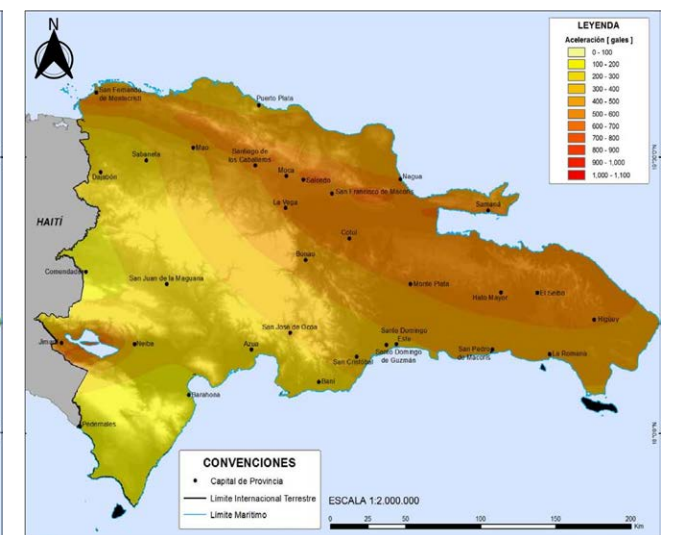 N
LEYENDA
Aceleración [ gales ]
0 - 100
100 - 200
200 - 300
300 - 400
400 - 500
500 - 600
600 - 700
700 - 800
800 - 900
900 - 1,000
1,000 - 1,100
San Fernando
de Montecristi
Puerto Plata
Mao
Sabaneta
Santiago de
los Caballeros
Dajabón
Moca
Salcedo
Nagua
San Francisco de Macorís
La Vega
Samaná
HAITÍ
Cotuí
Bonao
Comendador
San Juan de la Maguana
Monte Plata
Hato Mayor
El Seibo
Higüey
San José de Ocoa
Jimaní
Neiba
Azua
Santo Domingo
Este
Santo Domingo
de Guzmán
San Pedro
de Macorís
San Cristóbal
La Romana
Baní
Barahona
Pedernales
CONVENCIONES
Capital de Provincia
Límite Internacional Terrestre
Límite Marítimo
ESCALA 1:2.000.000
0 25 50 100 150 200
Km